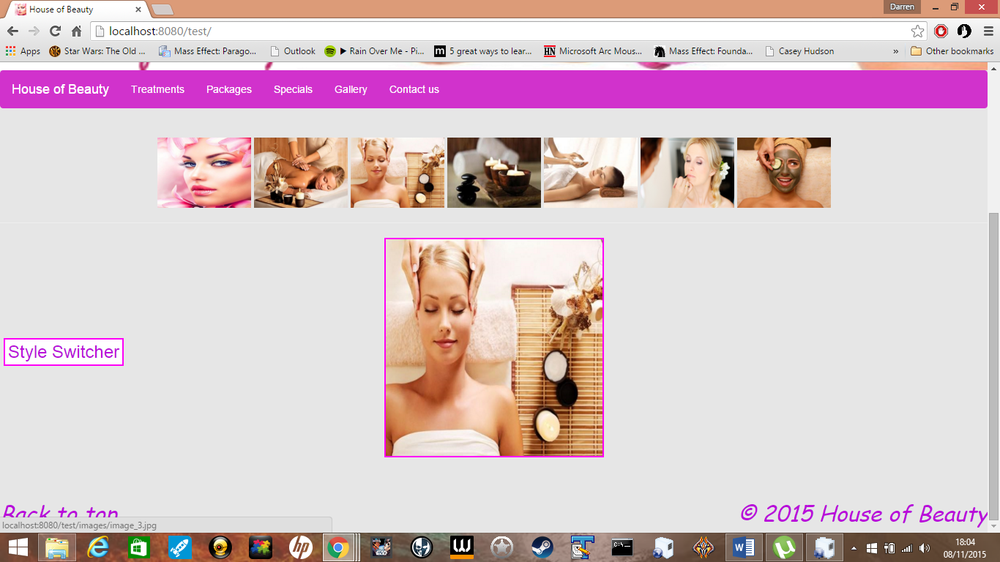 House of Beauty
Darren
localhost:8080/test/
Apps
Star Wars: The Old ...
Mass Effect: Parago...
Outlook
▶ Rain Over Me - Pi...
m 5 great ways to lear...
HN Microsoft Arc Mous...
Mass Effect: Founda...
Casey Hudson
»
Other bookmarks
House of Beauty
Treatments
Packages
Specials
Gallery
Contact us
Style Switcher
Back to top
© 2015 House of Beauty
localhost:8080/test/images/image_3.jpg
18:04
08/11/2015